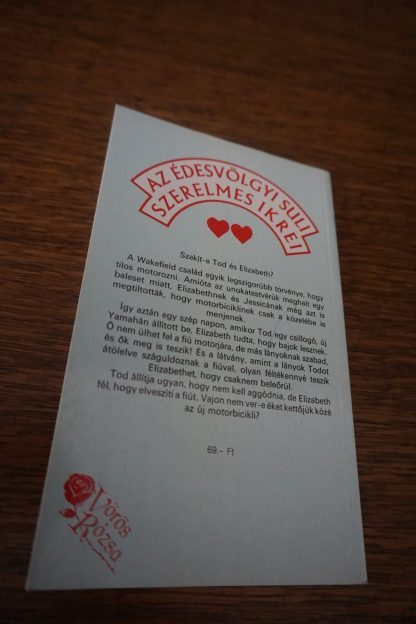 AZ ÉDESVÖLGYI SULI
SZERELMES IKREI
Szakít-e Tod és Elizabeth?
A Wakefield család egyik legszigorúbb törvénye, hogy
tilos motorozni. Amióta az unokatestvérük meghalt egy
baleset miatt, Elizabethnek és Jessicának még azt is
megtiltották, hogy motorbiciklinek csak a közelébe is
menjenek.
Így aztán egy szép napon, amikor Tod egy csillogó, új
Yamahán állított be, Elizabeth tudta, hogy bajok lesznek.
Ő nem ülhet fel a fiú motorjára, de más lányoknak szabad,
és ők meg is teszik! És a látvány, amint a lányok Todot
átölelve száguldoznak a fiúval, olyan féltékennyé teszik
Elizabethet, hogy csaknem beleőrül.
Tod állítja ugyan, hogy nem kell aggódnia, de Elizabeth
fél, hogy elveszíti a fiút. Vajon nem ver-e éket kettőjük közé
az új motorbicikli?
69.- Ft
Vörös
Rózsa